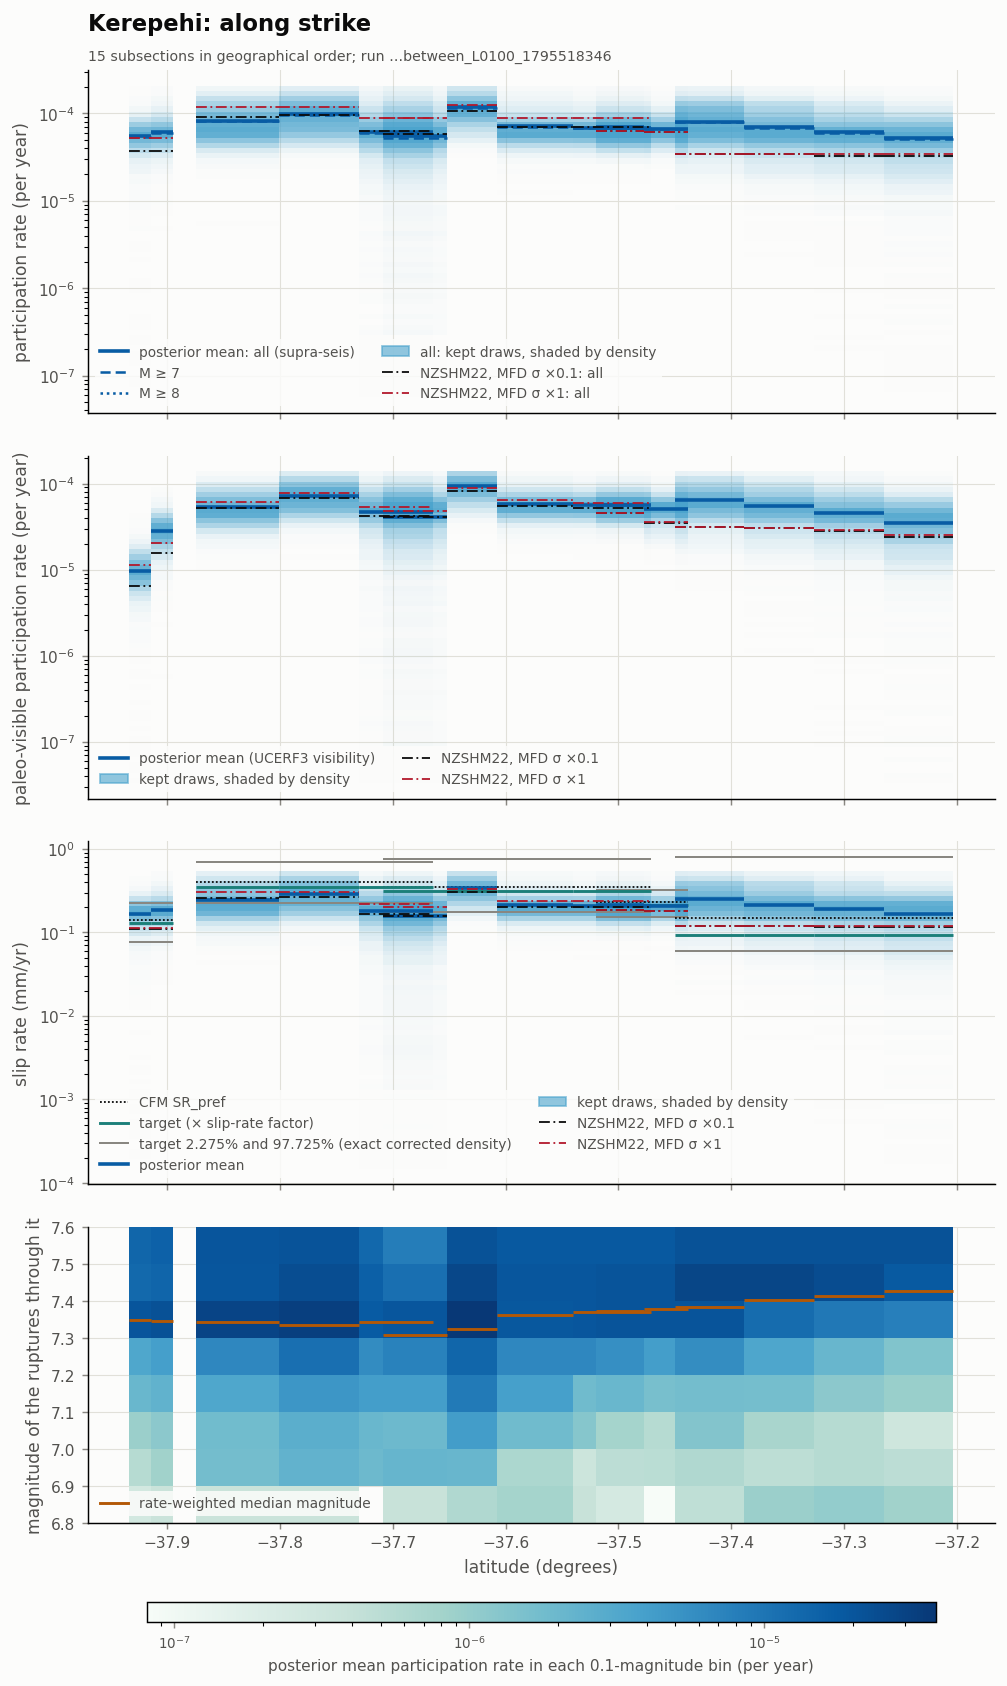 Kerepehi: along strike
15 subsections in geographical order; run ...between_L0100_1795518346
participation rate (per year)
10⁻⁴
10⁻⁵
10⁻⁶
10⁻⁷
posterior mean: all (supra-seis)
M ≥ 7
M ≥ 8
all: kept draws, shaded by density
NZSHM22, MFD σ ×0.1: all
NZSHM22, MFD σ ×1: all
paleo-visible participation rate (per year)
10⁻⁴
10⁻⁵
10⁻⁶
10⁻⁷
posterior mean (UCERF3 visibility)
kept draws, shaded by density
NZSHM22, MFD σ ×0.1
NZSHM22, MFD σ ×1
slip rate (mm/yr)
10⁰
10⁻¹
10⁻²
10⁻³
10⁻⁴
CFM SR_pref
target (× slip-rate factor)
target 2.275% and 97.725% (exact corrected density)
posterior mean
kept draws, shaded by density
NZSHM22, MFD σ ×0.1
NZSHM22, MFD σ ×1
magnitude of the ruptures through it
7.6
7.5
7.4
7.3
7.2
7.1
7.0
6.9
6.8
rate-weighted median magnitude
−37.9 −37.8 −37.7 −37.6 −37.5 −37.4 −37.3 −37.2
latitude (degrees)
10⁻⁷ 10⁻⁶ 10⁻⁵
posterior mean participation rate in each 0.1-magnitude bin (per year)